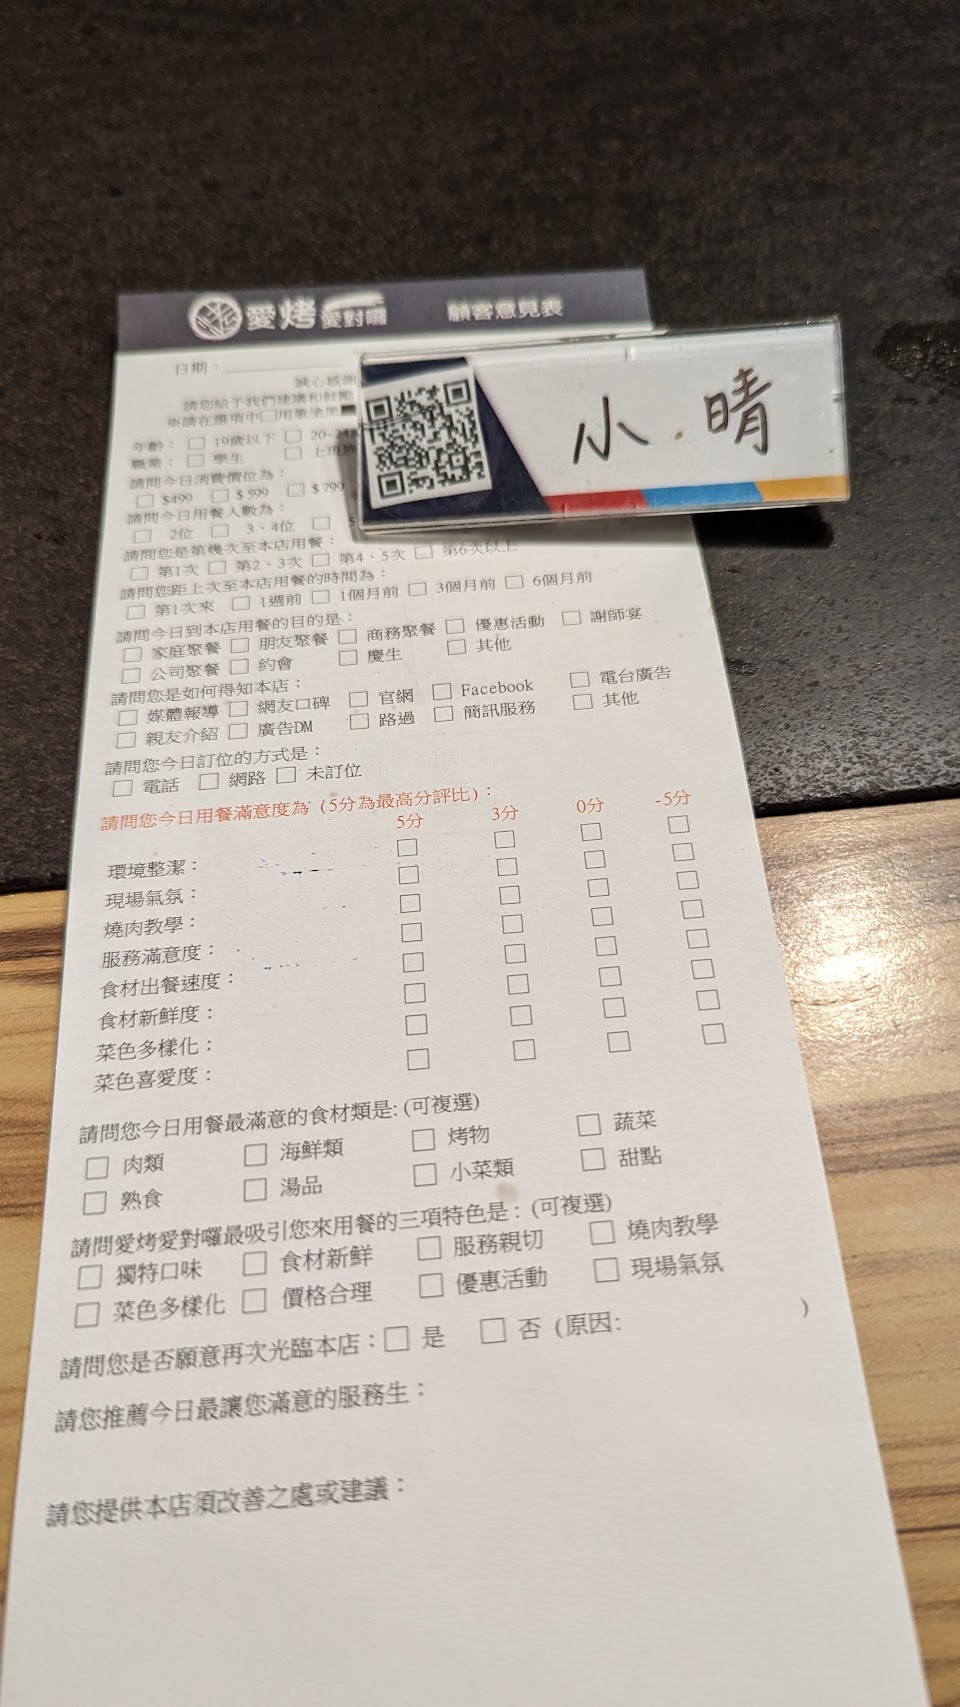 愛烤愛對囉 顧客意見表
小晴
日期：
誠心感謝
請您給予我們建議和鼓勵
※請在選項中□用筆塗黑■
年齡：□ 19歲以下 □ 20~24
職業：□ 學生 □ 上班族
請問今日消費價位為：
□ $499 □ $599 □ $799
請問今日用餐人數為：
□ 2位 □ 3、4位 □ 5
請問您是第幾次至本店用餐：
□ 第1次 □ 第2、3次 □ 第4、5次 □ 第6次以上
請問您距上次至本店用餐的時間為：
□ 第1次來 □ 1週前 □ 1個月前 □ 3個月前 □ 6個月前
請問今日到本店用餐的目的是：
□ 家庭聚餐 □ 朋友聚餐 □ 商務聚餐 □ 優惠活動 □ 謝師宴
□ 公司聚餐 □ 約會 □ 慶生 □ 其他
請問您是如何得知本店：
□ 媒體報導 □ 網友口碑 □ 官網 □ Facebook □ 電台廣告
□ 親友介紹 □ 廣告DM □ 路過 □ 簡訊服務 □ 其他
請問您今日訂位的方式是：
□ 電話 □ 網路 □ 未訂位
請問您今日用餐滿意度為 (5分為最高分評比)：
5分 3分 0分 -5分
環境整潔： □ □ □ □
現場氣氛： □ □ □ □
燒肉教學： □ □ □ □
服務滿意度： □ □ □ □
食材出餐速度： □ □ □ □
食材新鮮度： □ □ □ □
菜色多樣化： □ □ □ □
菜色喜愛度： □ □ □ □
請問您今日用餐最滿意的食材類是: (可複選)
□ 肉類 □ 海鮮類 □ 烤物 □ 蔬菜
□ 熟食 □ 湯品 □ 小菜類 □ 甜點
請問愛烤愛對囉最吸引您來用餐的三項特色是：(可複選)
□ 獨特口味 □ 食材新鮮 □ 服務親切 □ 燒肉教學
□ 菜色多樣化 □ 價格合理 □ 優惠活動 □ 現場氣氛
請問您是否願意再次光臨本店：□ 是 □ 否 (原因: )
請您推薦今日最讓您滿意的服務生：
請您提供本店須改善之處或建議：